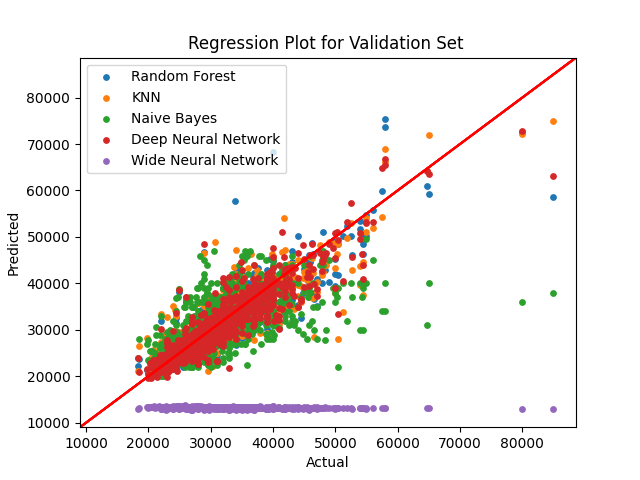 Regression Plot for Validation Set
Random Forest
KNN
Naive Bayes
Deep Neural Network
Wide Neural Network
Predicted
80000
70000
60000
50000
40000
30000
20000
10000
10000 20000 30000 40000 50000 60000 70000 80000
Actual